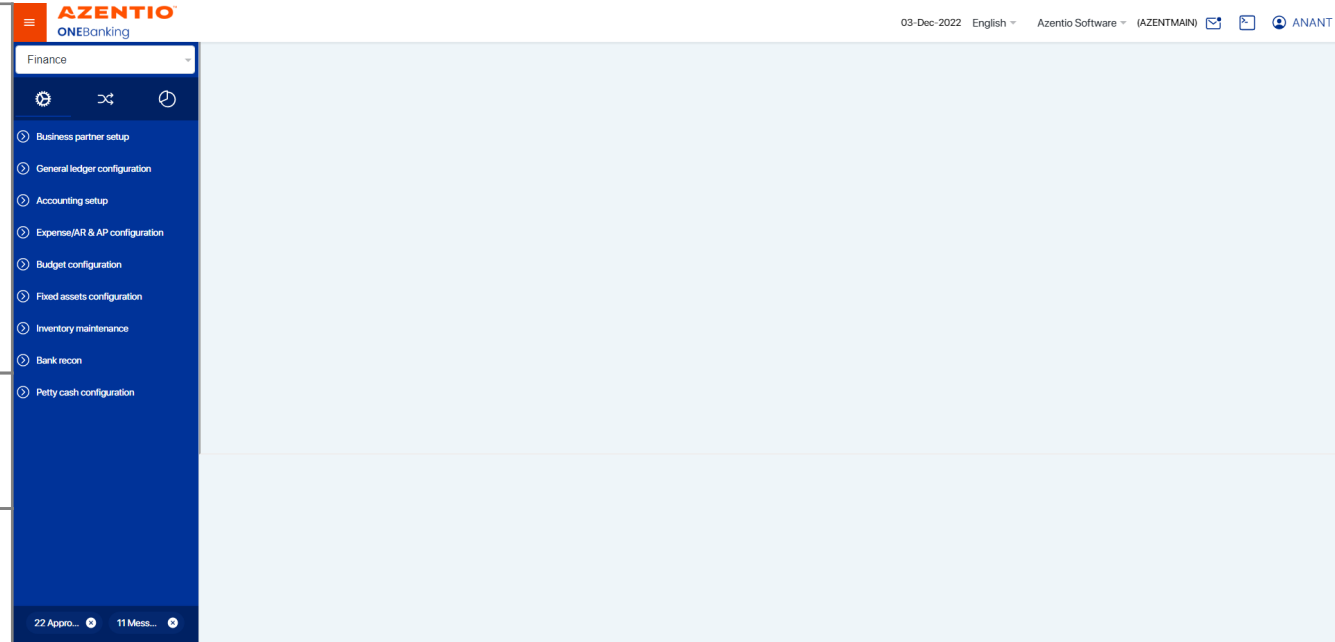 AZENTIO
ONEBanking
03-Dec-2022 English Azentio Software (AZENTMAIN) ANANT
Finance
Business partner setup
General ledger configuration
Accounting setup
Expense/AR & AP configuration
Budget configuration
Fixed assets configuration
Inventory maintenance
Bank recon
Petty cash configuration
22 Appro... 11 Mess...